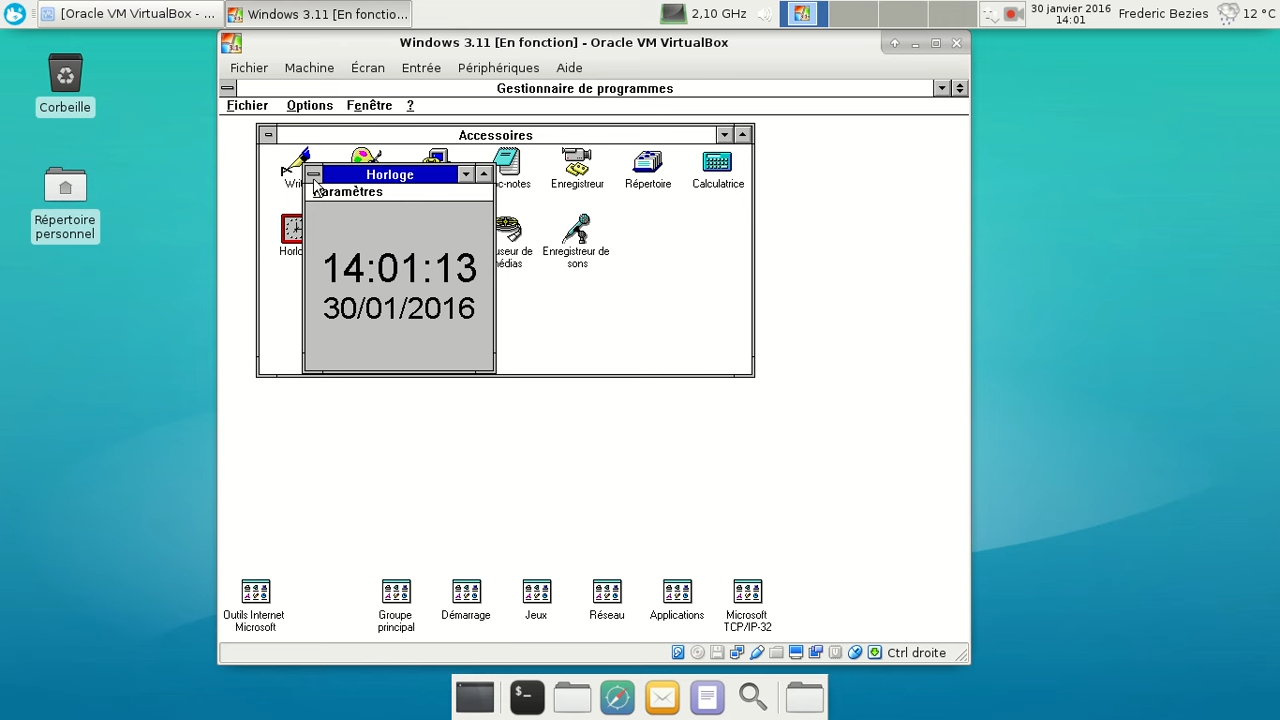 [Oracle VM VirtualBox - ...
Windows 3.11 [En fonctio...
2,10 GHz
30 janvier 2016
14:01
Frederic Bezies
12 °C
Corbeille
Répertoire
personnel
Windows 3.11 [En fonction] - Oracle VM VirtualBox
Fichier Machine Écran Entrée Périphériques Aide
Gestionnaire de programmes
Fichier Options Fenêtre ?
Accessoires
Enregistreur
Répertoire
Calculatrice
Enregistreur de
sons
Horloge
14:01:13
30/01/2016
Outils Internet
Microsoft
Groupe
principal
Démarrage
Jeux
Réseau
Applications
Microsoft
TCP/IP-32
Ctrl droite